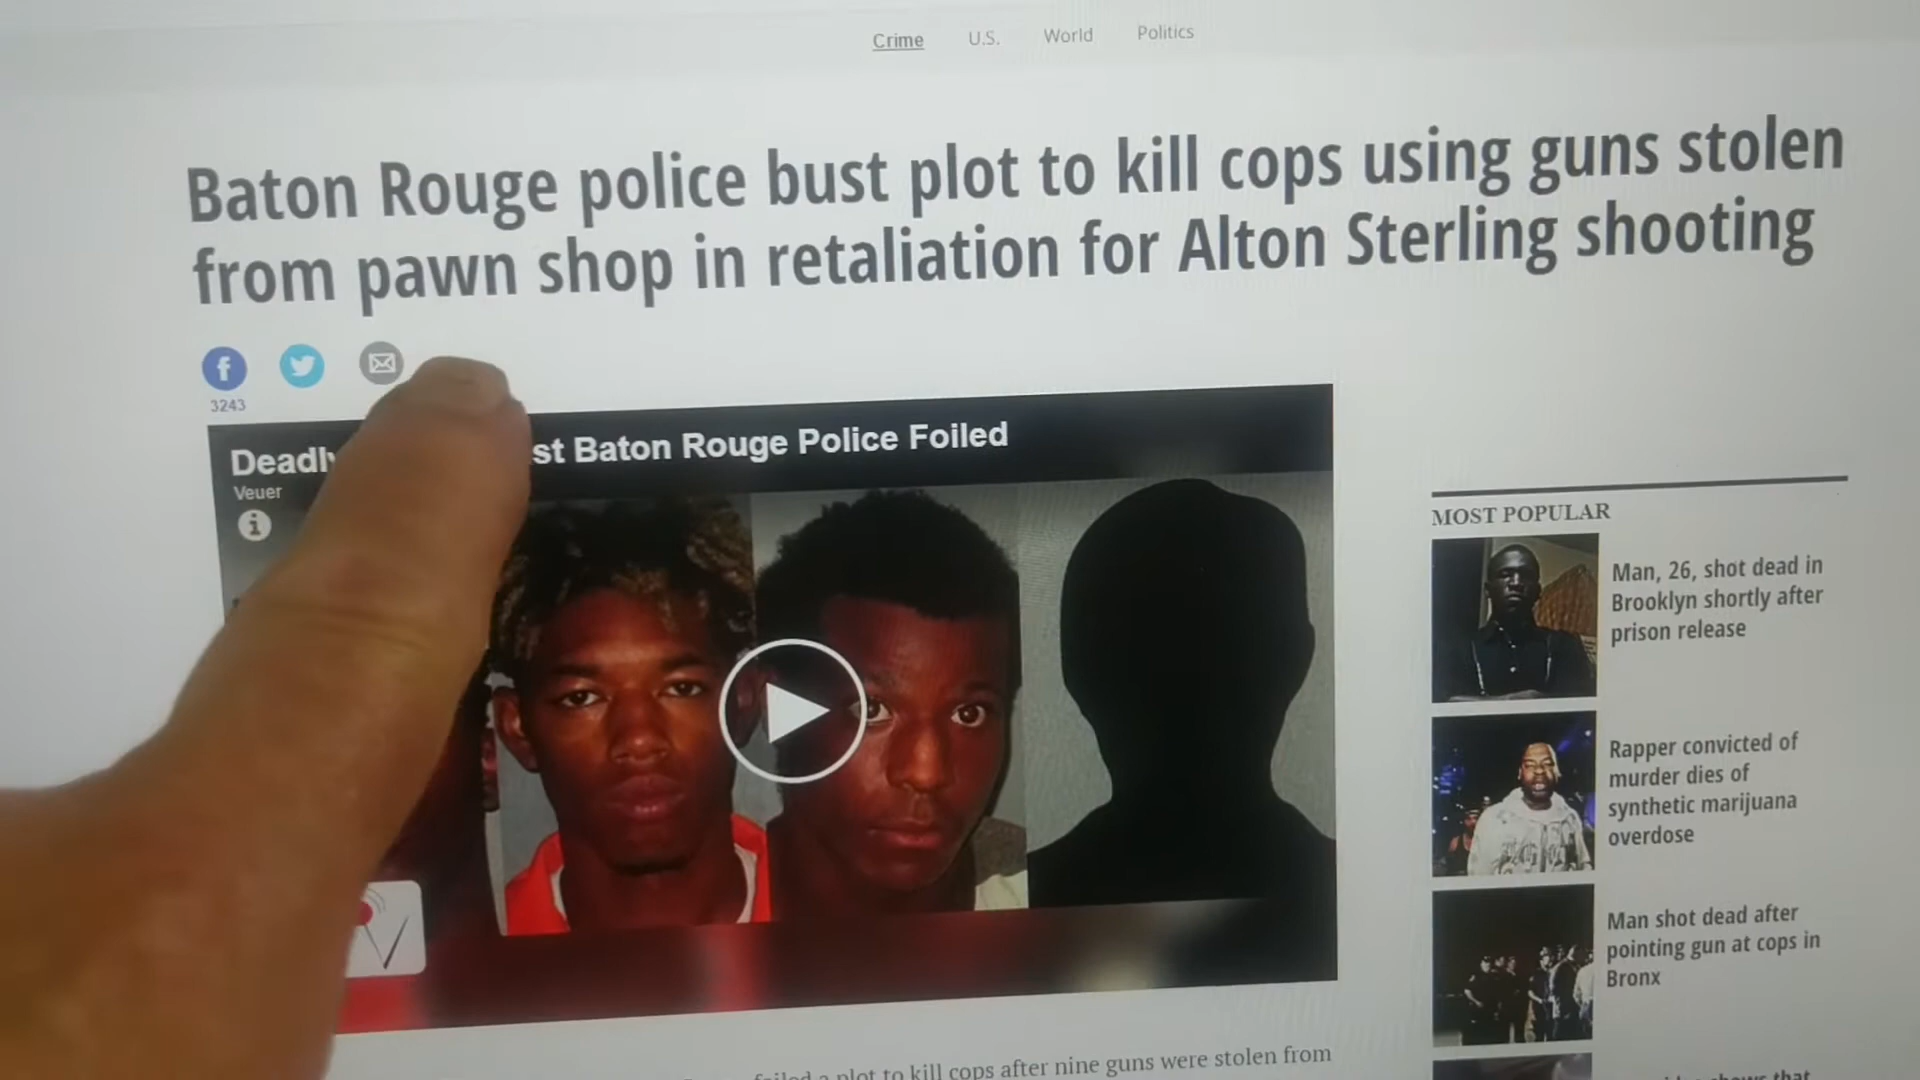 Crime U.S. World Politics
Baton Rouge police bust plot to kill cops using guns stolen
from pawn shop in retaliation for Alton Sterling shooting
3243
st Baton Rouge Police Foiled
Veuer
MOST POPULAR
Man, 26, shot dead in
Brooklyn shortly after
prison release
Rapper convicted of
murder dies of
synthetic marijuana
overdose
Man shot dead after
pointing gun at cops in
Bronx
a plot to kill cops after nine guns were stolen from